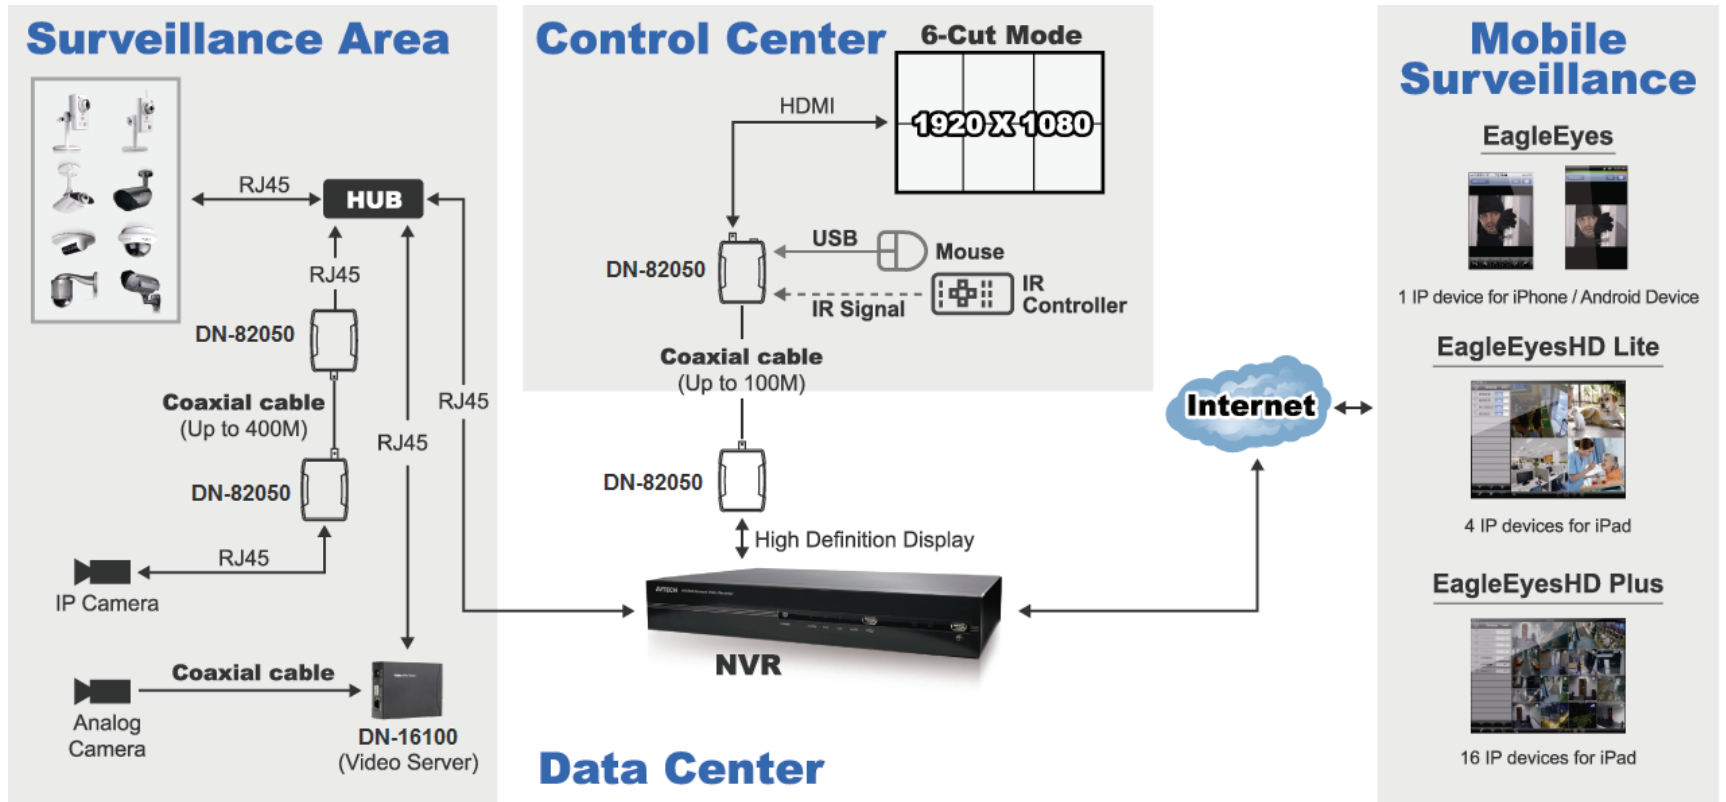 Surveillance Area
RJ45
HUB
RJ45
DN-82050
Coaxial cable
(Up to 400M)
RJ45
RJ45
DN-82050
RJ45
IP Camera
Coaxial cable
Analog
Camera
DN-16100
(Video Server)
Control Center
6-Cut Mode
HDMI
1920 X 1080
DN-82050
USB
Mouse
IR Signal
IR
Controller
Coaxial cable
(Up to 100M)
DN-82050
High Definition Display
AVTECH
NVR
Data Center
Internet
Mobile
Surveillance
EagleEyes
1 IP device for iPhone / Android Device
EagleEyesHD Lite
4 IP devices for iPad
EagleEyesHD Plus
16 IP devices for iPad